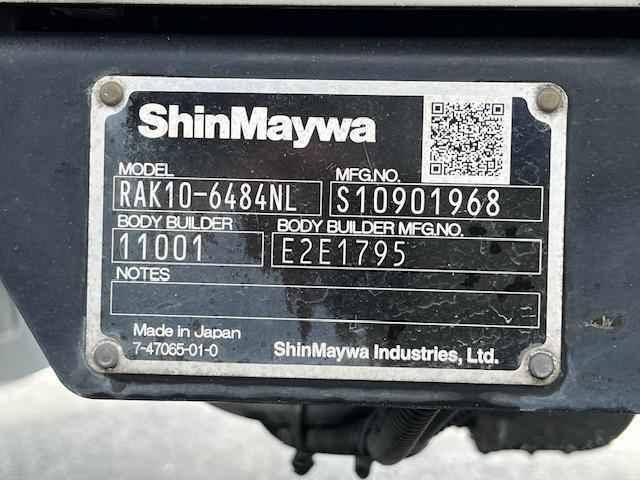 ShinMaywa
MODEL MFG.NO.
RAK10-6484NL S10901968
BODY BUILDER BODY BUILDER MFG.NO.
11001 E2E1795
NOTES
Made in Japan
7-47065-01-0 ShinMaywa Industries, Ltd.